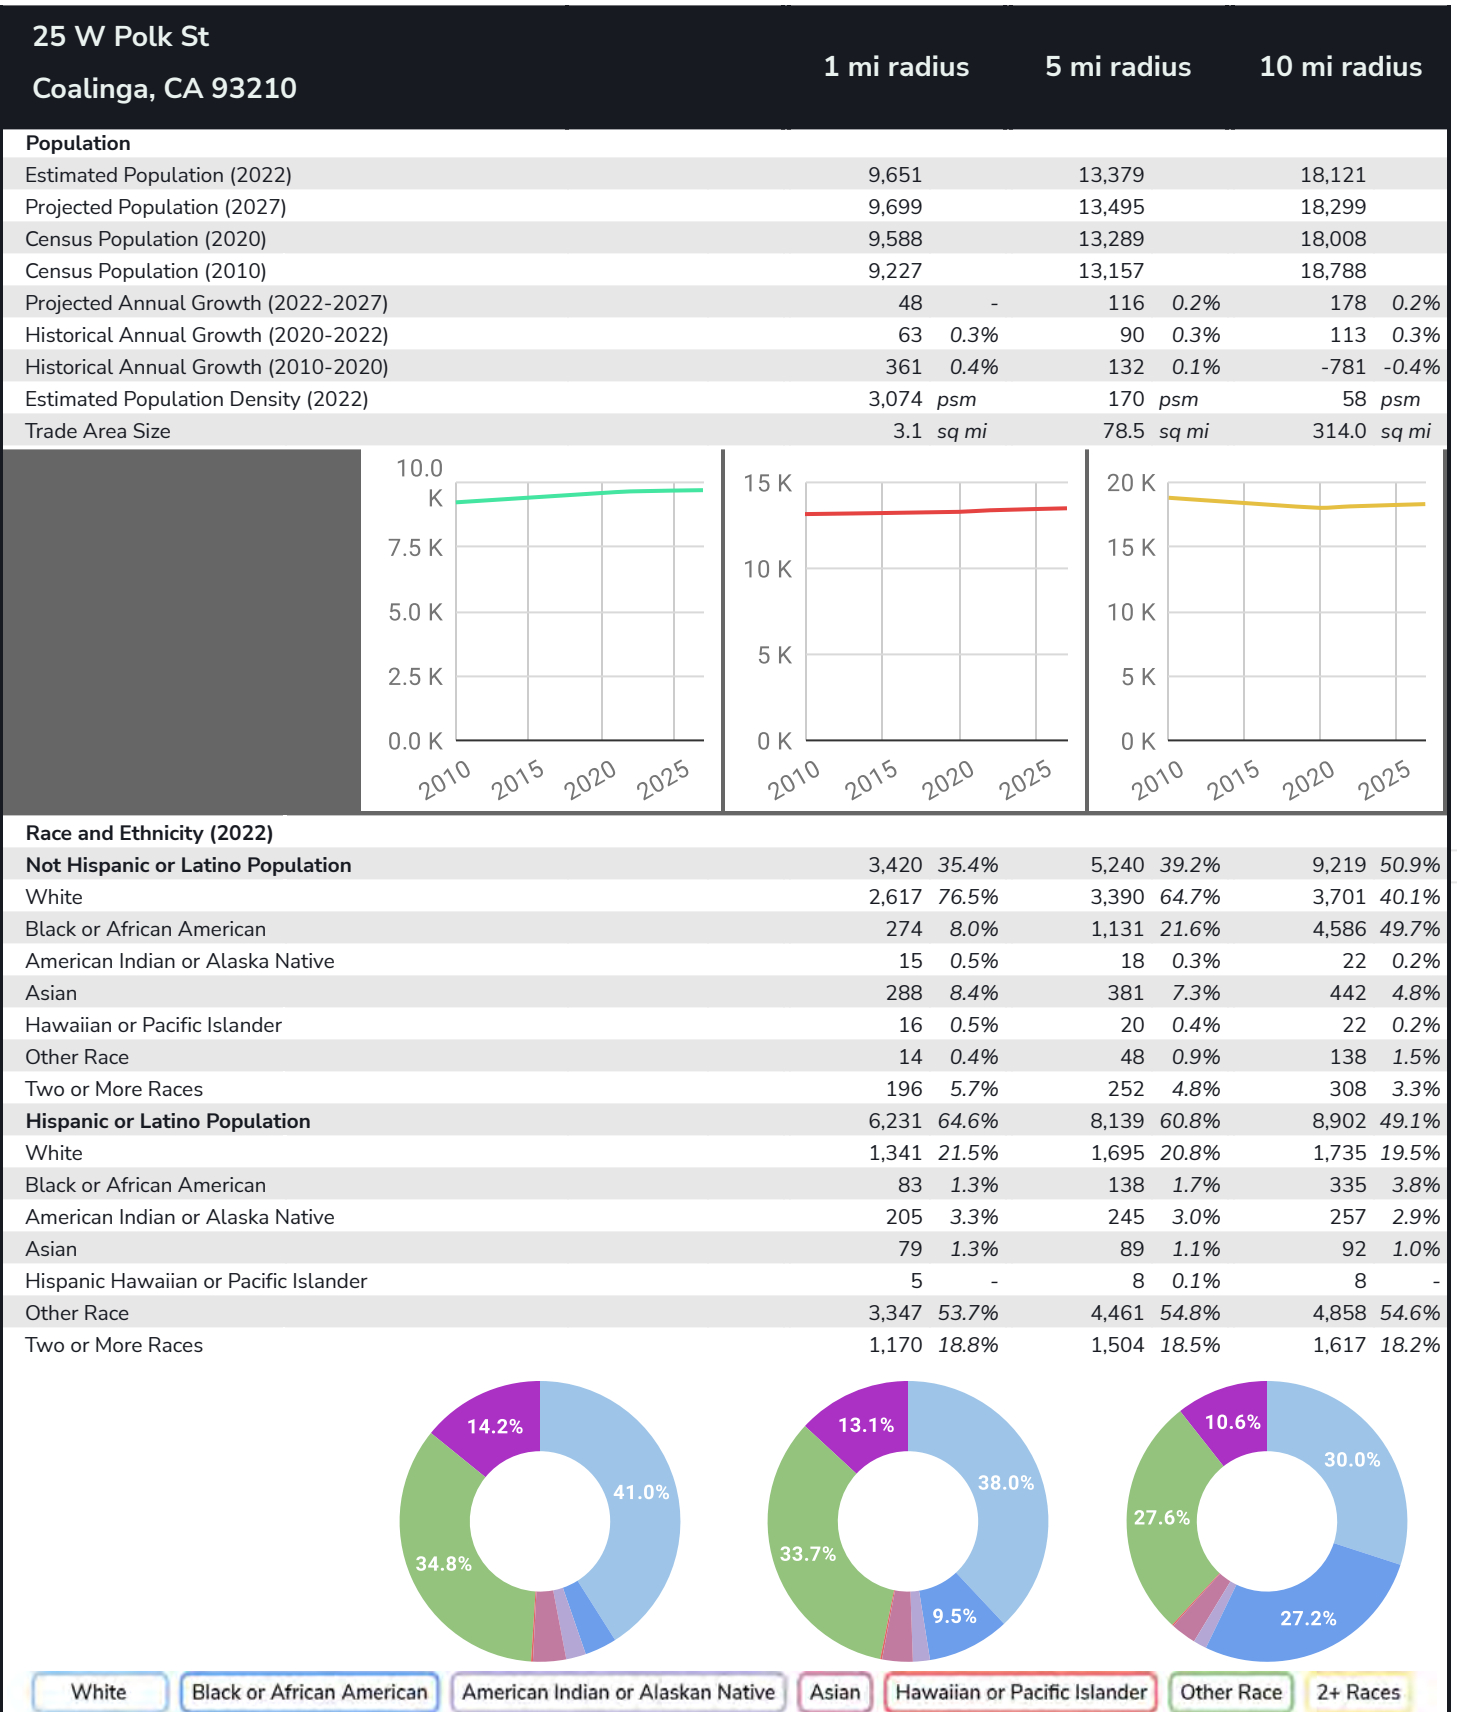 25 W Polk St
Coalinga, CA 93210
1 mi radius 5 mi radius 10 mi radius
Population
Estimated Population (2022) 9,651 13,379 18,121
Projected Population (2027) 9,699 13,495 18,299
Census Population (2020) 9,588 13,289 18,008
Census Population (2010) 9,227 13,157 18,788
Projected Annual Growth (2022-2027) 48 - 116 0.2% 178 0.2%
Historical Annual Growth (2020-2022) 63 0.3% 90 0.3% 113 0.3%
Historical Annual Growth (2010-2020) 361 0.4% 132 0.1% -781 -0.4%
Estimated Population Density (2022) 3,074 psm 170 psm 58 psm
Trade Area Size 3.1 sq mi 78.5 sq mi 314.0 sq mi
10.0
K
7.5 K
5.0 K
2.5 K
0.0 K
2010 2015 2020 2025
15 K
10 K
5 K
0 K
2010 2015 2020 2025
20 K
15 K
10 K
5 K
0 K
2010 2015 2020 2025
Race and Ethnicity (2022)
Not Hispanic or Latino Population 3,420 35.4% 5,240 39.2% 9,219 50.9%
White 2,617 76.5% 3,390 64.7% 3,701 40.1%
Black or African American 274 8.0% 1,131 21.6% 4,586 49.7%
American Indian or Alaska Native 15 0.5% 18 0.3% 22 0.2%
Asian 288 8.4% 381 7.3% 442 4.8%
Hawaiian or Pacific Islander 16 0.5% 20 0.4% 22 0.2%
Other Race 14 0.4% 48 0.9% 138 1.5%
Two or More Races 196 5.7% 252 4.8% 308 3.3%
Hispanic or Latino Population 6,231 64.6% 8,139 60.8% 8,902 49.1%
White 1,341 21.5% 1,695 20.8% 1,735 19.5%
Black or African American 83 1.3% 138 1.7% 335 3.8%
American Indian or Alaska Native 205 3.3% 245 3.0% 257 2.9%
Asian 79 1.3% 89 1.1% 92 1.0%
Hispanic Hawaiian or Pacific Islander 5 - 8 0.1% 8 -
Other Race 3,347 53.7% 4,461 54.8% 4,858 54.6%
Two or More Races 1,170 18.8% 1,504 18.5% 1,617 18.2%
14.2%
41.0%
34.8%
13.1%
38.0%
33.7%
9.5%
10.6%
30.0%
27.6%
27.2%
White Black or African American American Indian or Alaskan Native Asian Hawaiian or Pacific Islander Other Race 2+ Races